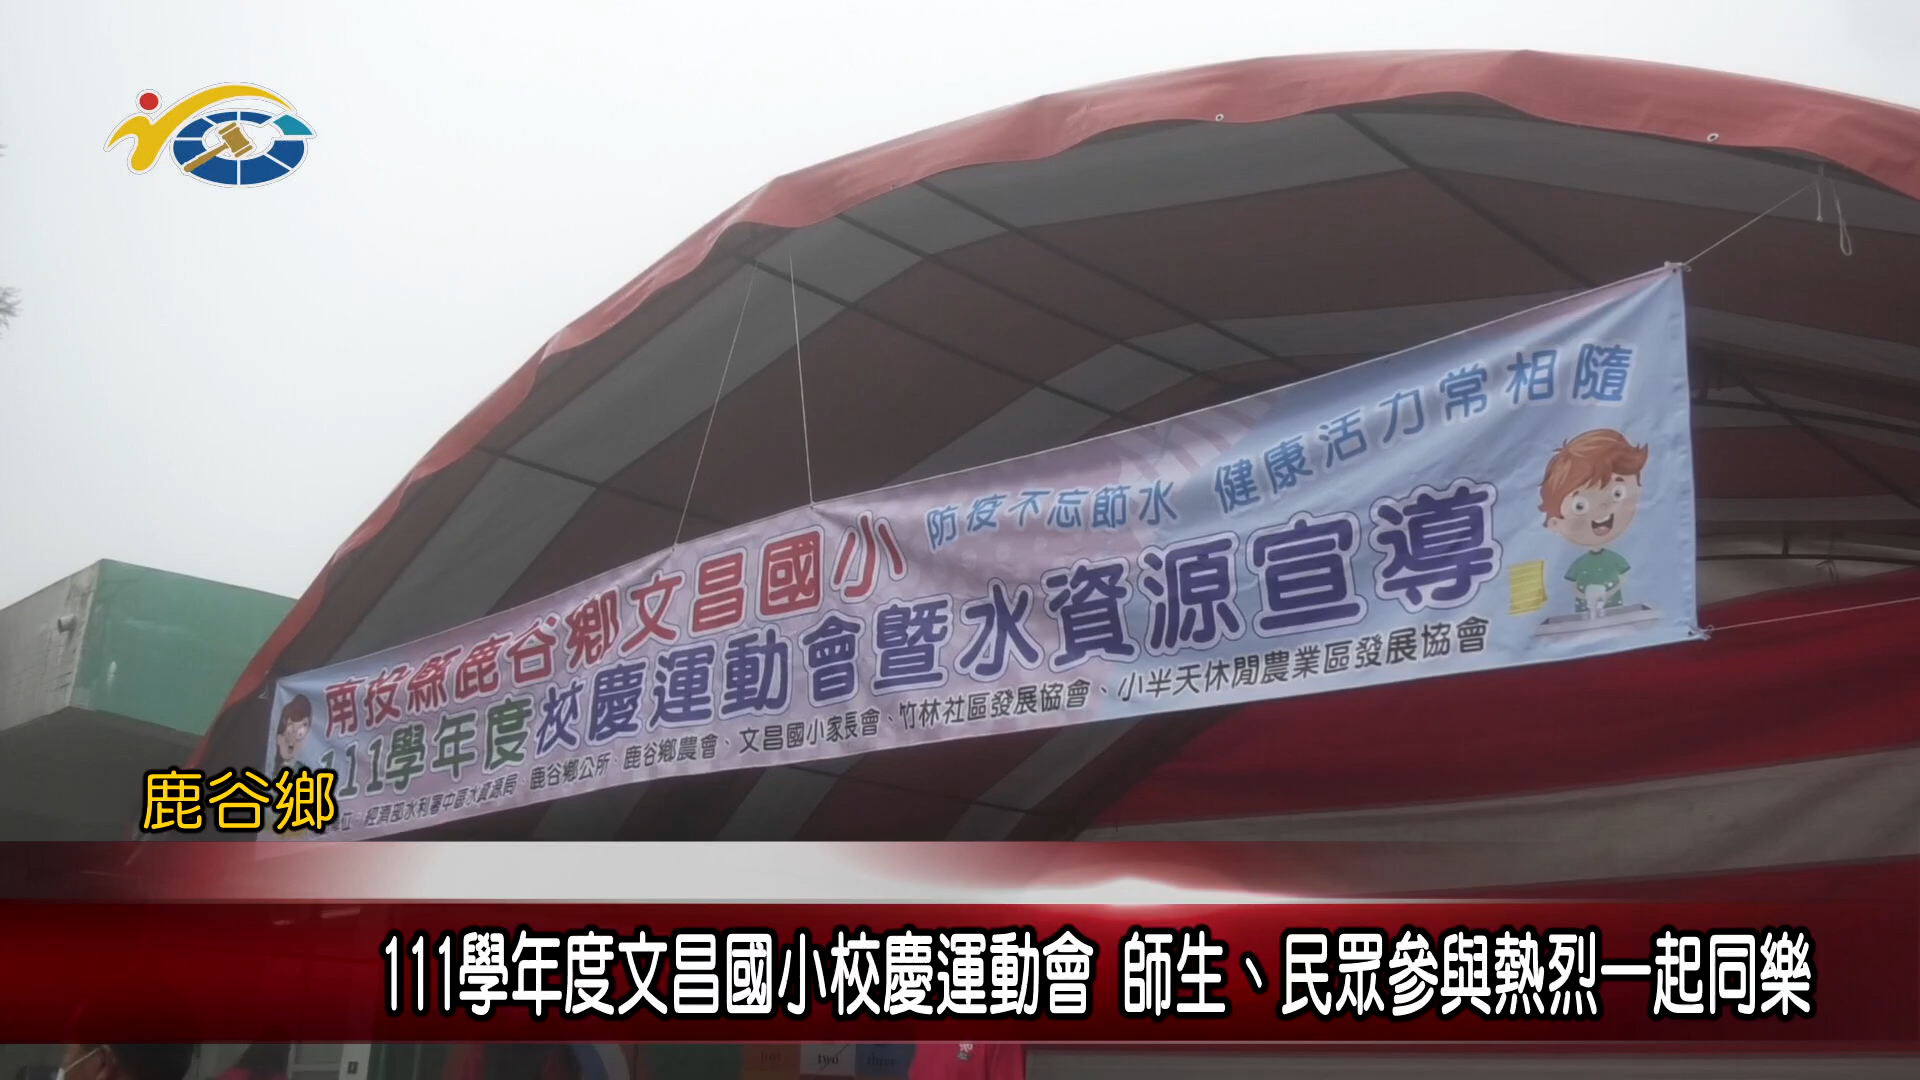 防疫不忘節水 健康活力常相隨
南投縣鹿谷鄉文昌國小
111學年度校慶運動會暨水資源宣導
位：經濟部水利署中區水資源局、鹿谷鄉公所、鹿谷鄉農會、文昌國小家長會、竹林社區發展協會、小半天休閒農業區發展協會
鹿谷鄉
111學年度文昌國小校慶運動會 師生、民眾參與熱烈一起同樂
two
three